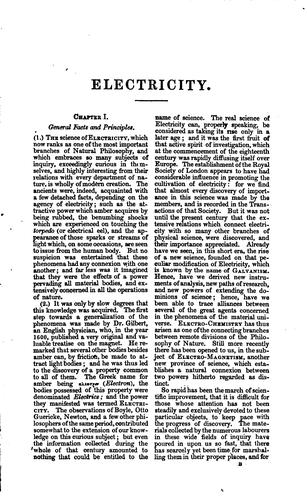 ELECTRICITY.
CHAPTER I.
General Facts and Principles.
(1.) THE science of ELECTRICITY, which
now ranks as one of the most important
branches of Natural Philosophy, and
which embraces so many subjects of
inquiry, exceedingly curious in them-
selves, and highly interesting from their
relations with every department of na-
ture, is wholly of modern creation. The
ancients were, indeed, acquainted with
a few detached facts, depending on the
agency of electricity; such as the at-
tractive power which amber acquires by
being rubbed, the benumbing shocks
which are experienced on touching the
torpedo (or electrical eel), and the ap-
pearance of those sparks or streams of
light which, on some occasions, are seen
to issue from the human body. But no
suspicion was entertained that these
phenomena had any connexion with one
another; and far less was it imagined
that they were the effects of a power
pervading all material bodies, and ex-
tensively concerned in all the operations
of nature.
(2.) It was only by slow degrees that
this knowledge was acquired. The first
step towards a generalization of the
phenomena was made by Dr. Gilbert,
an English physician, who, in the year
1600, published a very original and va-
luable treatise on the magnet. He re-
marked that several other bodies besides
amber can, by friction, be made to at-
tract light bodies; and he was thus led
to the discovery of a property common
to all of them. The Greek name for
amber being (Electron), the
bodies possessed of this property were
denominated Electrics; and the power
they manifested was termed ELECTRI-
CITY. The observations of Boyle, Otto
Guericke, Newton, and a few other phi-
losophers of the same period, contributed
somewhat to the extension of our know-
ledge on this curious subject; but even
the information collected during the
whole of that century amounted to
nothing that could be entitled to the
name of science. The real science of
Electricity can, properly speaking, be
considered as taking its rise only in a
later age; and it was the first fruit of
that active spirit of investigation, which
at the commencement of the eighteenth
century was rapidly diffusing itself over
Europe. The establishment of the Royal
Society of London appears to have had
considerable influence in promoting the
cultivation of electricity: for we find
that almost every discovery of import-
ance in this science was made by the
members, and is recorded in the Trans-
actions of that Society. But it was not
until the present century that the ex-
tensive relations which connect electri-
city with so many other branches of
physical science, were discovered, and
their importance appreciated. Already
have we seen, in this short era, the rise
of a new science, founded on that pe-
culiar modification of Electricity, which
is known by the name of GALVANISM.
Hence, have we derived new instru-
ments of analysis, new paths of research,
and new powers of extending the do-
minions of science; hence, have we
been able to trace alliances between
several of the great agents concerned
in the phenomena of the material uni-
verse. ELECTRO-CHEMISTRY has thus
arisen as one of the connecting branches
between remote divisions of the Philo-
sophy of Nature. Still more recently
has been opened to us, in the sub-
ject of ELECTRO-MAGNETISM, another
new province of science, which esta-
blishes a natural connexion between
two powers hitherto regarded as dis-
tinct.
So rapid has been the march of scien-
tific improvement, that it is difficult for
those whose attention has not been
steadily and exclusively devoted to these
particular objects, to keep pace with
the progress of discovery. The mate-
rials collected by the numerous labourers
in these wide fields of inquiry have
poured in upon us so fast, that there
has scarcely yet been time for marshal-
ling them in their proper places, and for
B